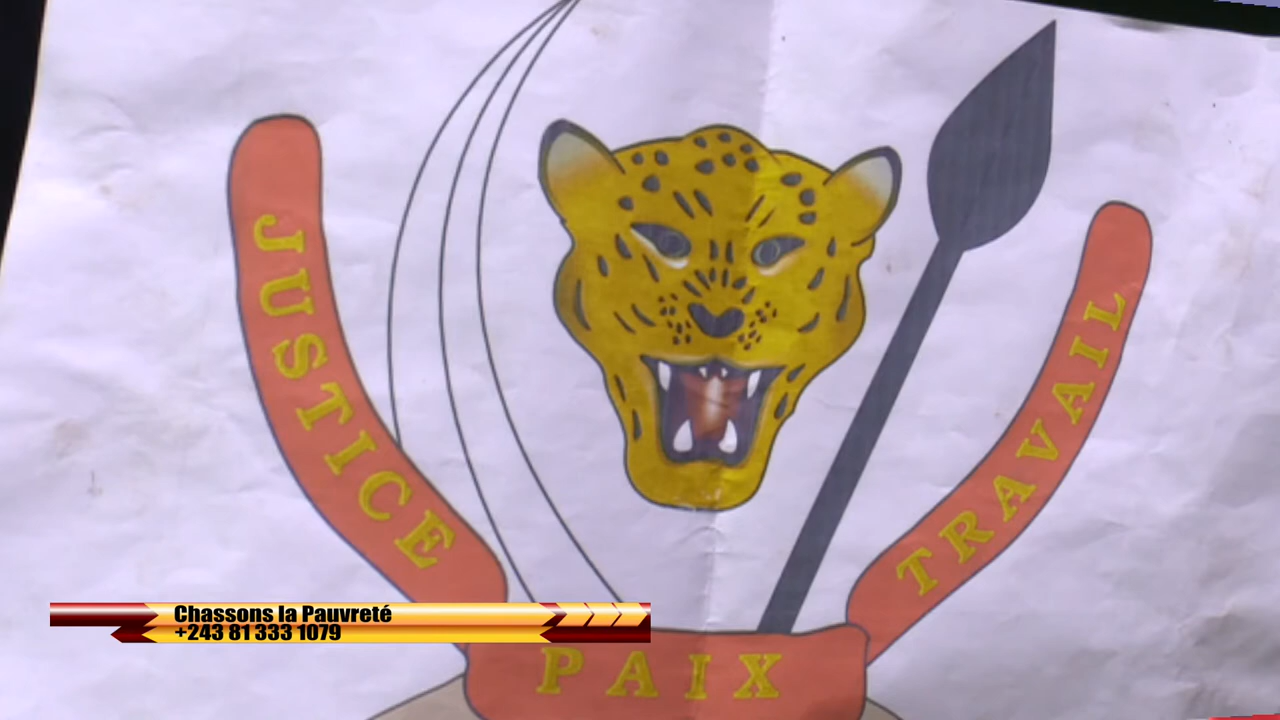 JUSTICE
TRAVAIL
PAIX
Chassons la Pauvreté
+243 81 333 1079